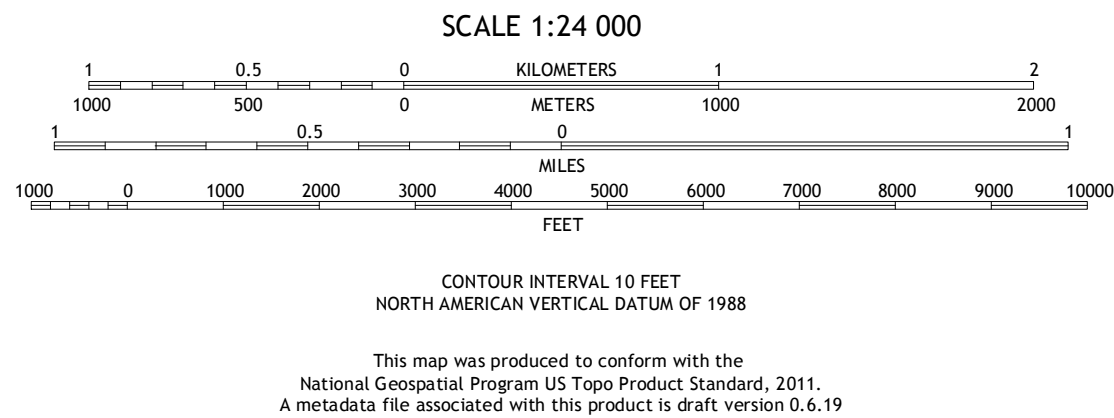 SCALE 1:24 000
1 0.5 0 KILOMETERS 1 2
1000 500 0 METERS 1000 2000
1 0.5 0 1
MILES
1000 0 1000 2000 3000 4000 5000 6000 7000 8000 9000 10000
FEET
CONTOUR INTERVAL 10 FEET
NORTH AMERICAN VERTICAL DATUM OF 1988
This map was produced to conform with the
National Geospatial Program US Topo Product Standard, 2011.
A metadata file associated with this product is draft version 0.6.19